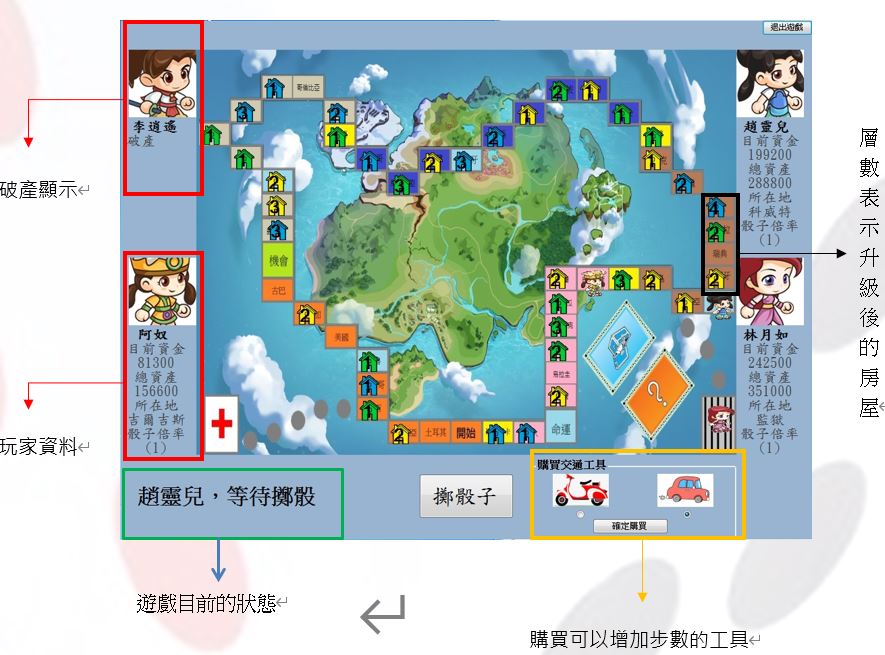 退出遊戲
哥倫比亞
李逍遙
破產
趙靈兒
目前資金
199200
總資產
288800
所在地
科威特
骰子倍率
(1)
層數表示升級後的房屋
破產顯示
機會
古巴
瑞典
美國
阿奴
目前資金
81300
總資產
156600
所在地
吉爾吉斯
骰子倍率
(1)
林月如
目前資金
242500
總資產
351000
所在地
監獄
骰子倍率
(1)
烏拉圭
?
玩家資料
土耳其
開始
命運
趙靈兒，等待擲骰
擲骰子
購買交通工具
確定購買
遊戲目前的狀態
購買可以增加步數的工具